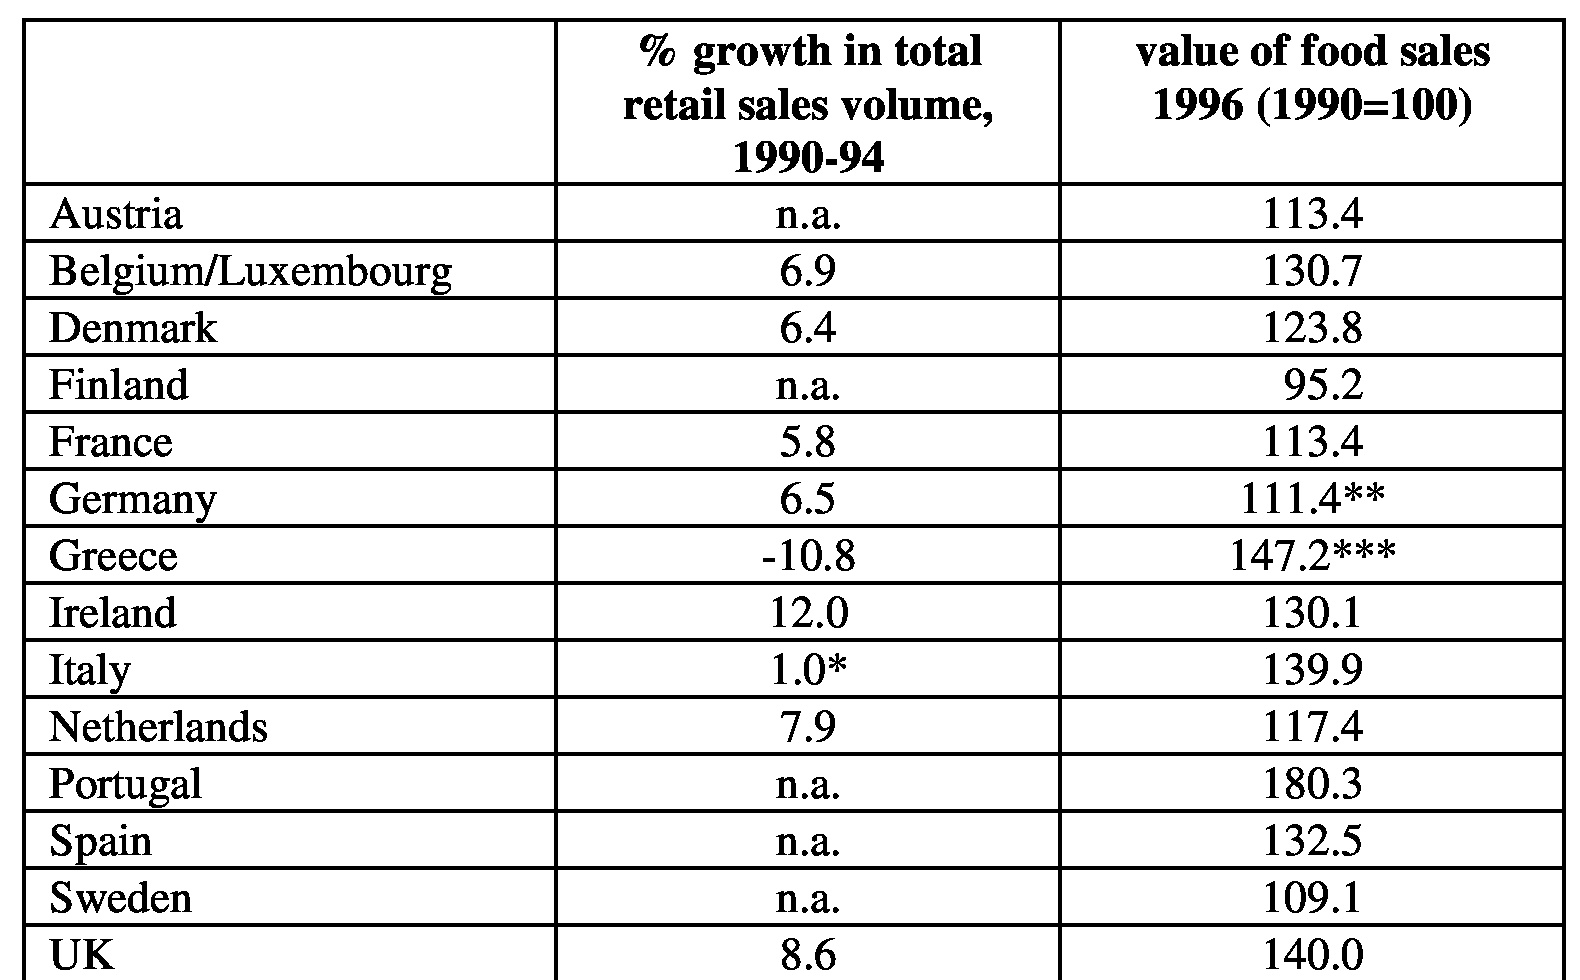 % growth in total retail sales volume, 1990-94 value of food sales 1996 (1990=100)
Austria n.a. 113.4
Belgium/Luxembourg 6.9 130.7
Denmark 6.4 123.8
Finland n.a. 95.2
France 5.8 113.4
Germany 6.5 111.4**
Greece -10.8 147.2***
Ireland 12.0 130.1
Italy 1.0* 139.9
Netherlands 7.9 117.4
Portugal n.a. 180.3
Spain n.a. 132.5
Sweden n.a. 109.1
UK 8.6 140.0